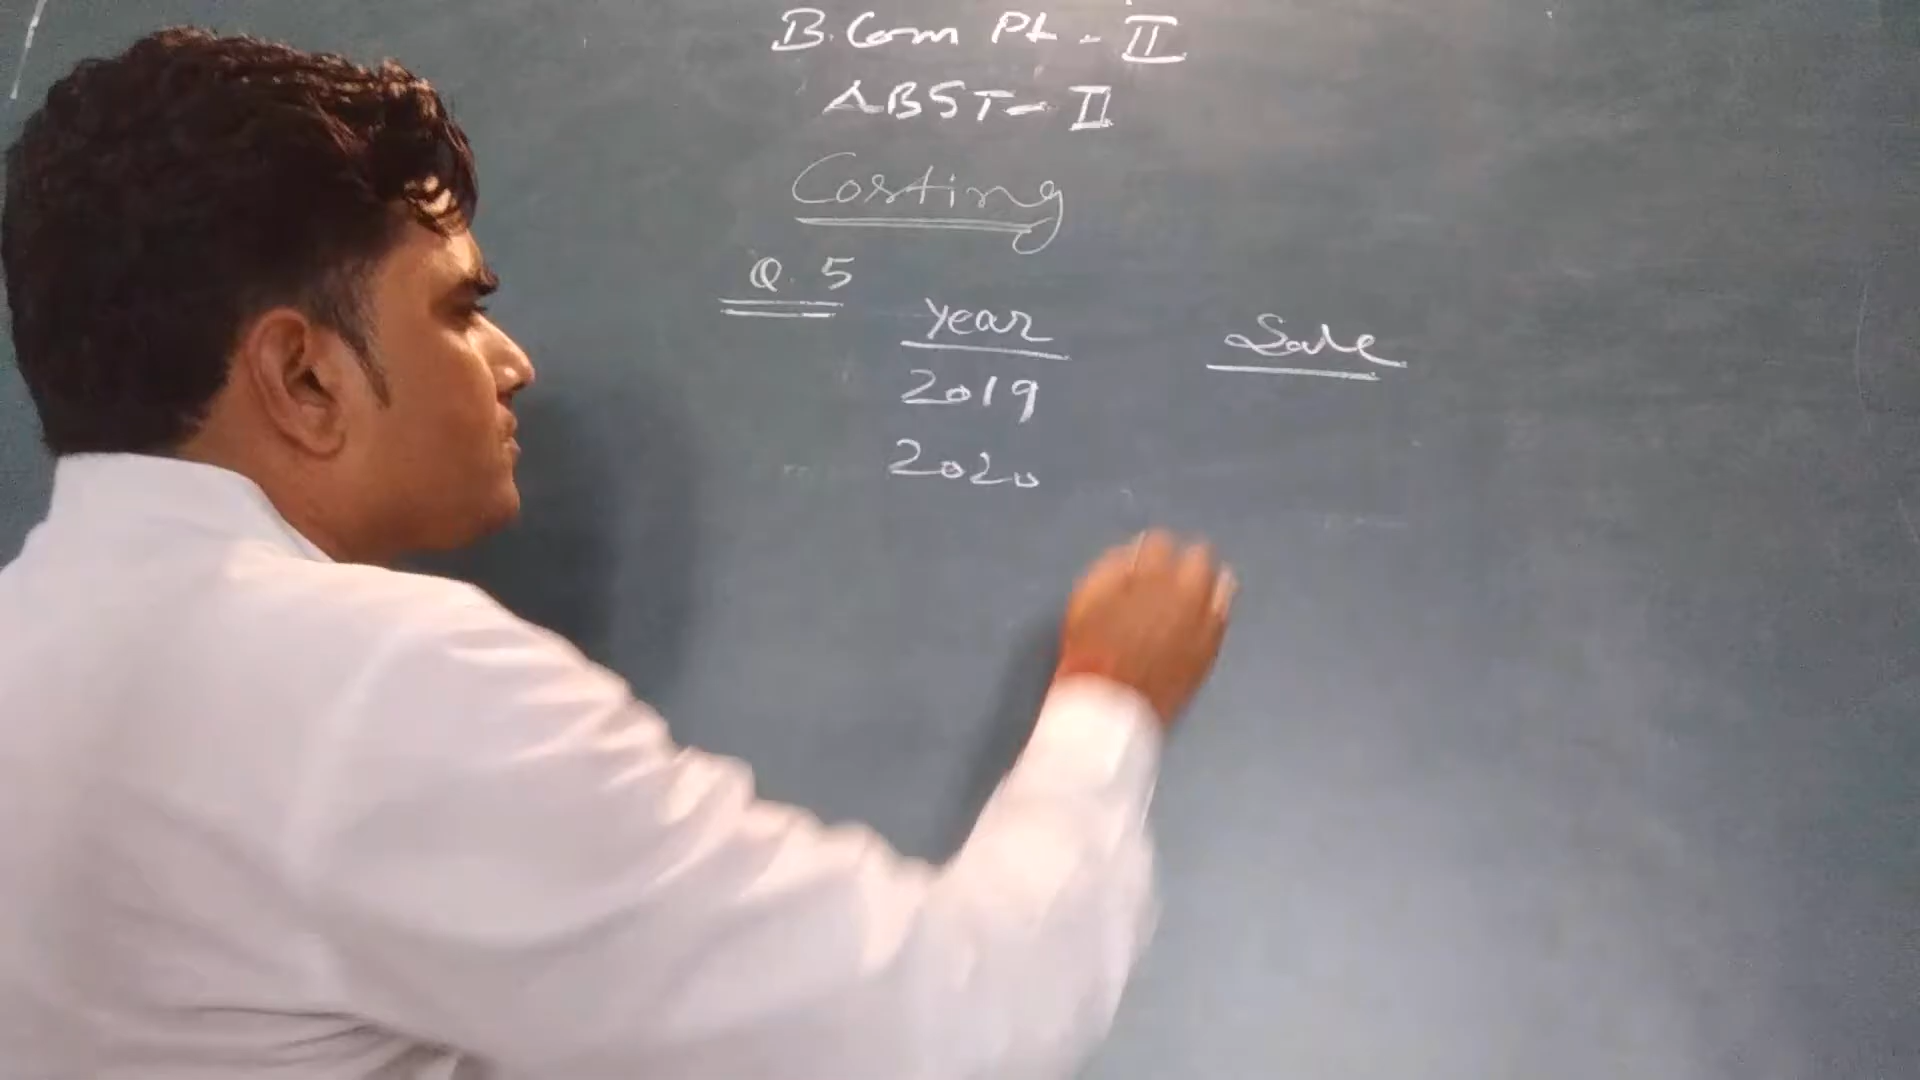 B.Com Pt - II
ABST - II
Costing
Q. 5
Year Sale
2019
2020